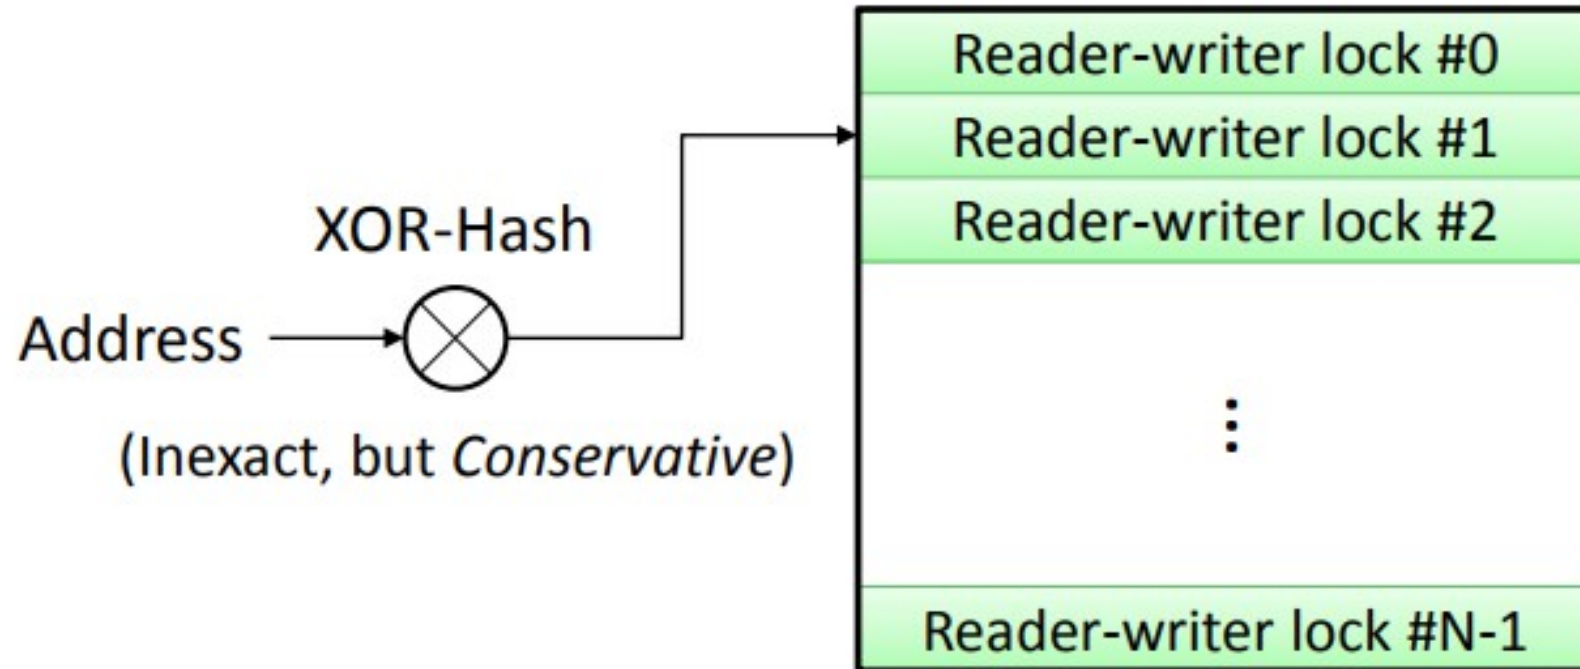 Reader-writer lock #0
Reader-writer lock #1
Reader-writer lock #2
XOR-Hash
Address
(Inexact, but Conservative)
⋮
Reader-writer lock #N-1